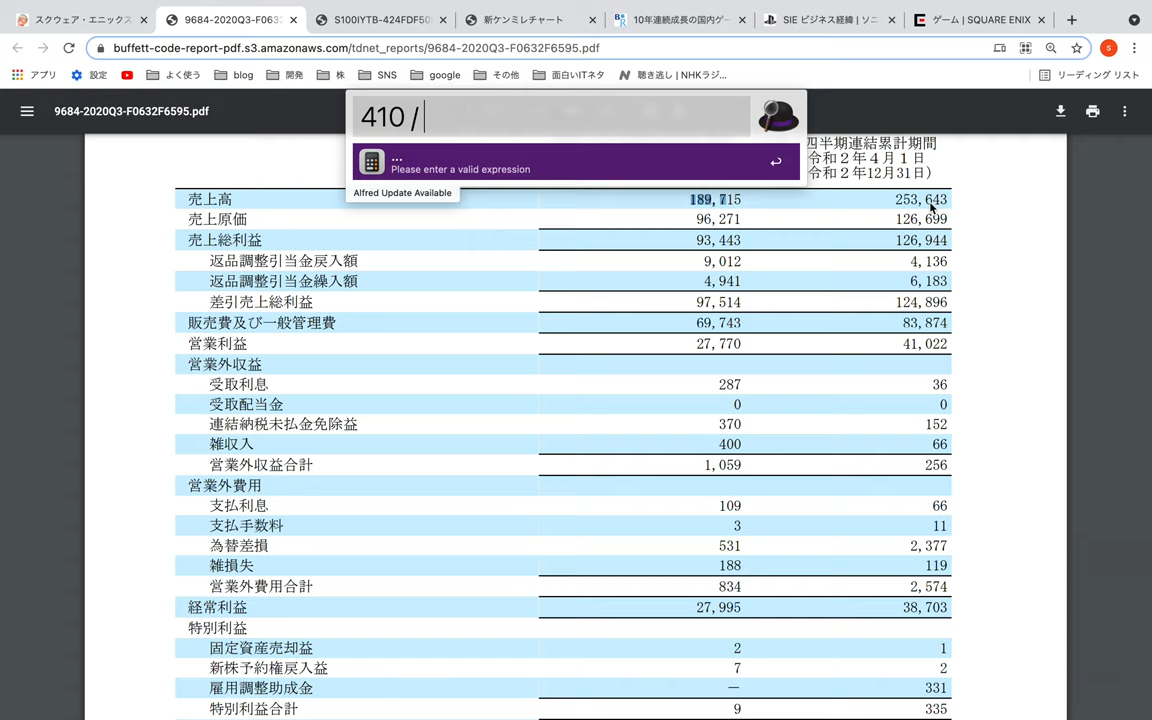 スクウェア・エニックス
9684-2020Q3-F063
S100IYTB-424FDF50
新ケンミレチャート
10年連続成長の国内ゲー
SIE ビジネス経緯 | ソニ
ゲーム | SQUARE ENIX
buffett-code-report-pdf.s3.amazonaws.com/tdnet_reports/9684-2020Q3-F0632F6595.pdf
S
アプリ 設定 よく使う blog 開発 株 SNS google その他 面白いITネタ 聴き逃し | NHKラジ... リーディング リスト
9684-2020Q3-F0632F6595.pdf
410 /
...
Please enter a valid expression
Alfred Update Available
四半期連結累計期間
令和２年４月１日
令和２年12月31日)
売上高 189,715 253,643
売上原価 96,271 126,699
売上総利益 93,443 126,944
返品調整引当金戻入額 9,012 4,136
返品調整引当金繰入額 4,941 6,183
差引売上総利益 97,514 124,896
販売費及び一般管理費 69,743 83,874
営業利益 27,770 41,022
営業外収益
受取利息 287 36
受取配当金 0 0
連結納税未払金免除益 370 152
雑収入 400 66
営業外収益合計 1,059 256
営業外費用
支払利息 109 66
支払手数料 3 11
為替差損 531 2,377
雑損失 188 119
営業外費用合計 834 2,574
経常利益 27,995 38,703
特別利益
固定資産売却益 2 1
新株予約権戻入益 7 2
雇用調整助成金 － 331
特別利益合計 9 335